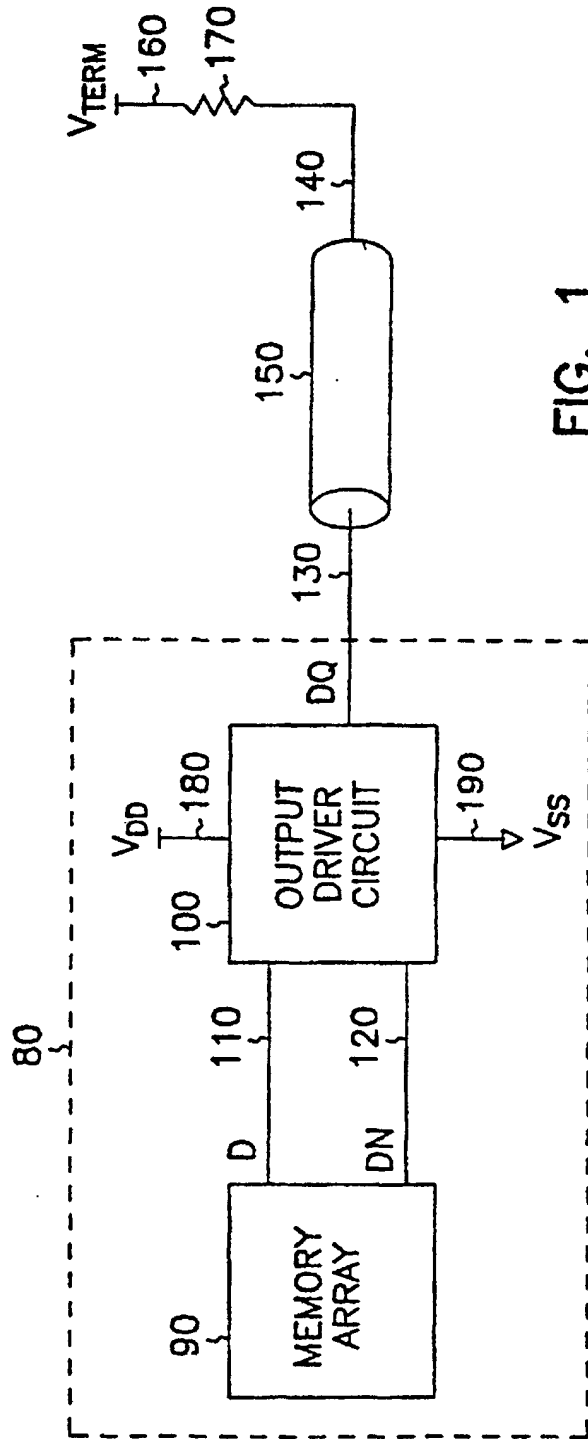 80
90
MEMORY
ARRAY
D
110
DN
120
100
V_DD
180
OUTPUT
DRIVER
CIRCUIT
190
V_SS
DQ
130
150
140
V_TERM
160
170
FIG. 1